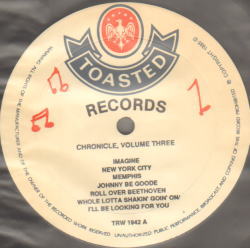 TOASTED
RECORDS
CHRONICLE, VOLUME THREE
IMAGINE
NEW YORK CITY
MEMPHIS
JOHNNY BE GOODE
ROLL OVER BEETHOVEN
WHOLE LOTTA SHAKIN' GOIN' ON'
I'LL BE LOOKING FOR YOU
TRW 1942 A